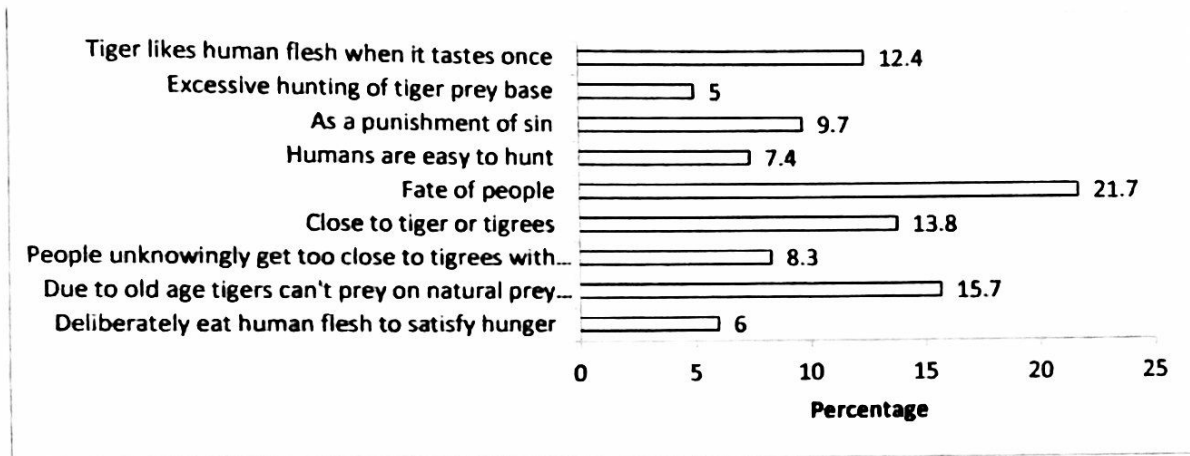 Tiger likes human flesh when it tastes once 12.4
Excessive hunting of tiger prey base 5
As a punishment of sin 9.7
Humans are easy to hunt 7.4
Fate of people 21.7
Close to tiger or tigrees 13.8
People unknowingly get too close to tigrees with... 8.3
Due to old age tigers can't prey on natural prey... 15.7
Deliberately eat human flesh to satisfy hunger 6
0 5 10 15 20 25
Percentage